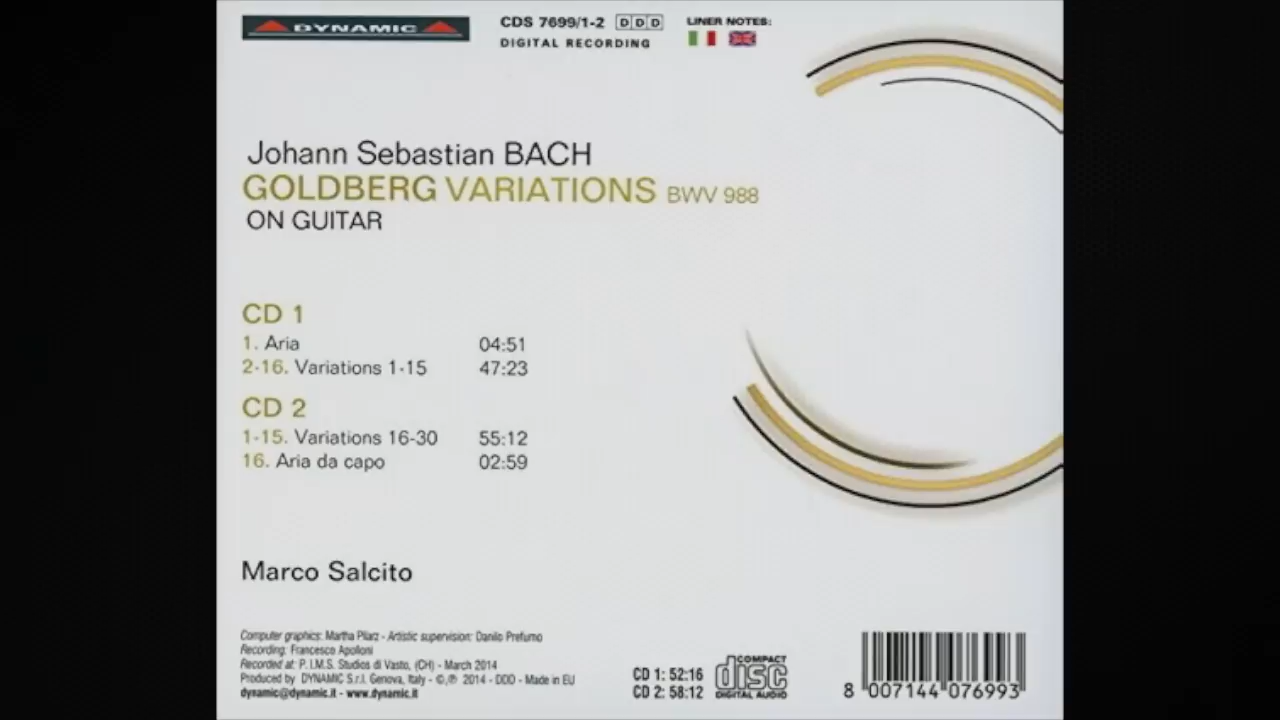 DYNAMIC
CDS 7699/1-2 DDD
DIGITAL RECORDING
LINER NOTES:
Johann Sebastian BACH
GOLDBERG VARIATIONS BWV 988
ON GUITAR
CD 1
1. Aria 04:51
2-16. Variations 1-15 47:23
CD 2
1-15. Variations 16-30 55:12
16. Aria da capo 02:59
Marco Salcito
Computer graphics: Martha Pilarz - Artistic supervision: Danilo Prefumo
Recording: Francesco Apolloni
Recorded at: P.I.M.S. Studios di Vasto, (CH) - March 2014
Produced by DYNAMIC S.r.l. Genova, Italy - ©,℗ 2014 - DDD - Made in EU
dynamic@dynamic.it - www.dynamic.it
CD 1: 52:16
CD 2: 58:12
COMPACT
disc
DIGITAL AUDIO
8 007144 076993